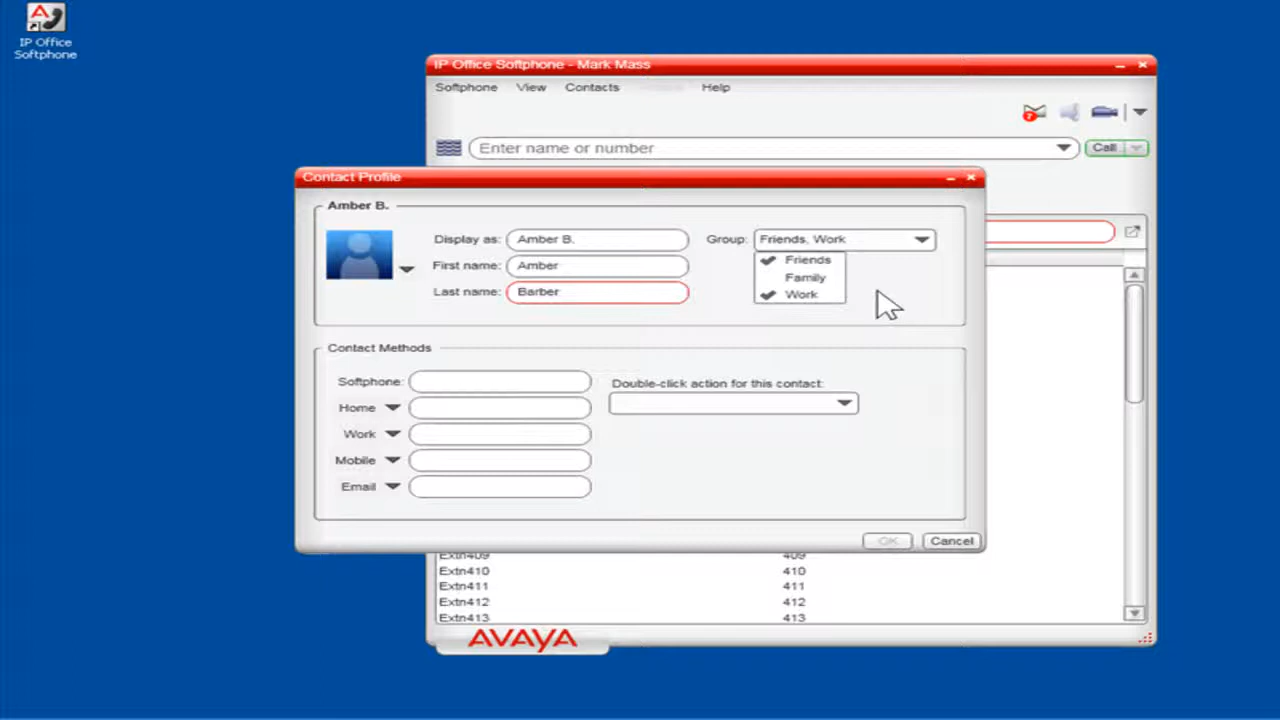 IP Office
Softphone
IP Office Softphone - Mark Mass
Softphone View Contacts Help
Enter name or number
Call
Contact Profile
Amber B.
Display as: Amber B.
Group: Friends, Work
First name: Amber
Friends
Family
Last name: Barber
Work
Contact Methods
Softphone:
Double-click action for this contact:
Home
Work
Mobile
Email
OK Cancel
Extn409 409
Extn410 410
Extn411 411
Extn412 412
Extn413 413
AVAYA